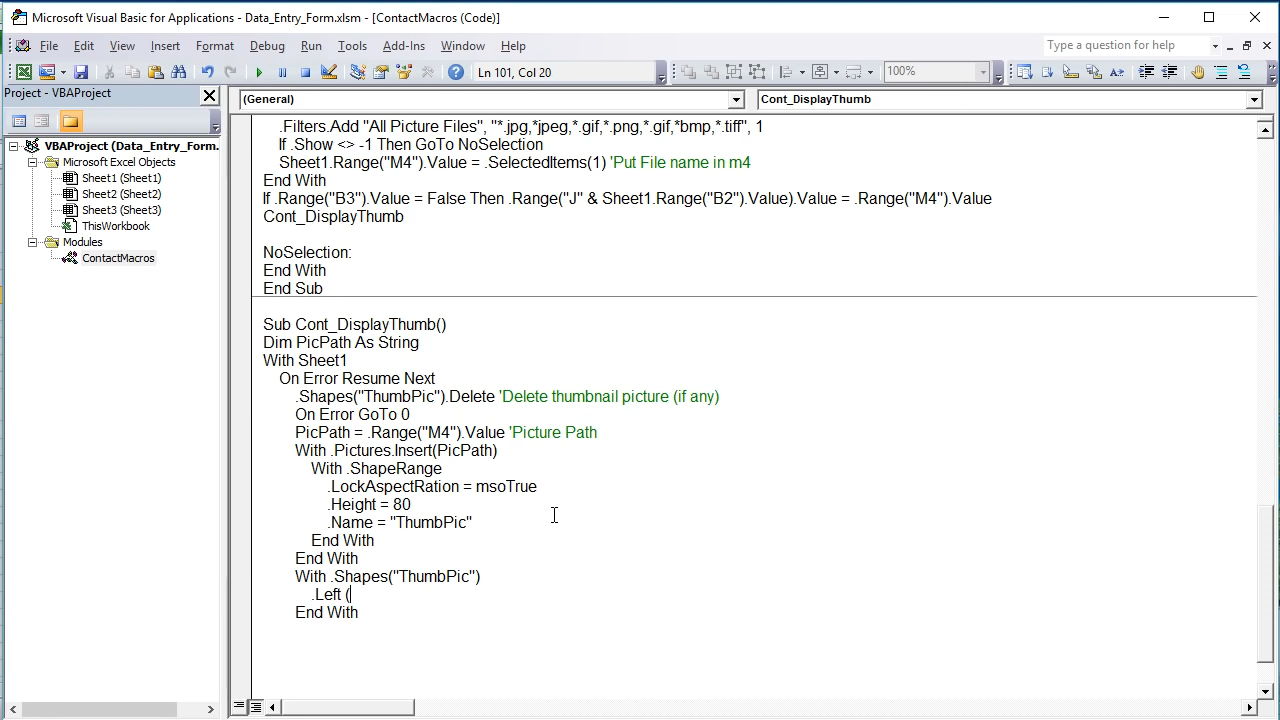 Microsoft Visual Basic for Applications - Data_Entry_Form.xlsm - [ContactMacros (Code)]
File Edit View Insert Format Debug Run Tools Add-Ins Window Help
Type a question for help
Ln 101, Col 20
100%
Project - VBAProject
(General)
Cont_DisplayThumb
VBAProject (Data_Entry_Form.
Microsoft Excel Objects
Sheet1 (Sheet1)
Sheet2 (Sheet2)
Sheet3 (Sheet3)
ThisWorkbook
Modules
ContactMacros
.Filters.Add "All Picture Files", "*.jpg,*jpeg,*.gif,*.png,*.gif,*bmp,*.tiff", 1
If .Show <> -1 Then GoTo NoSelection
Sheet1.Range("M4").Value = .SelectedItems(1) 'Put File name in m4
End With
If .Range("B3").Value = False Then .Range("J" & Sheet1.Range("B2").Value).Value = .Range("M4").Value
Cont_DisplayThumb
NoSelection:
End With
End Sub
Sub Cont_DisplayThumb()
Dim PicPath As String
With Sheet1
On Error Resume Next
.Shapes("ThumbPic").Delete 'Delete thumbnail picture (if any)
On Error GoTo 0
PicPath = .Range("M4").Value 'Picture Path
With .Pictures.Insert(PicPath)
With .ShapeRange
.LockAspectRation = msoTrue
.Height = 80
.Name = "ThumbPic"
End With
End With
With .Shapes("ThumbPic")
.Left (
End With